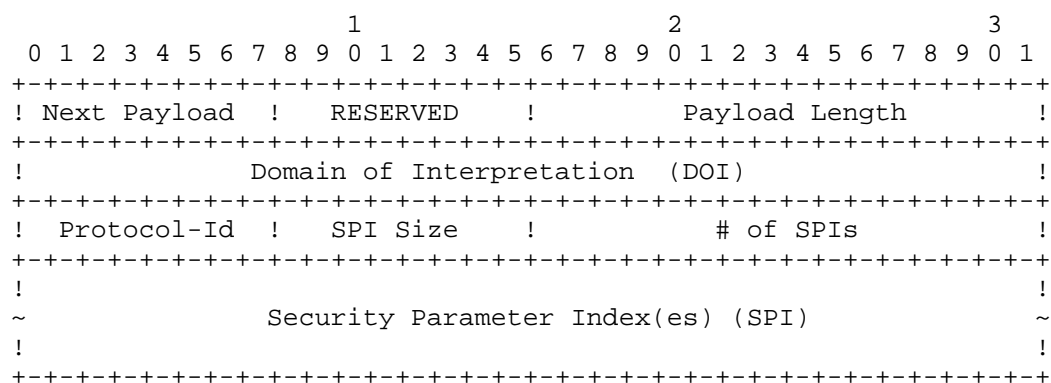 1                   2                   3
 0 1 2 3 4 5 6 7 8 9 0 1 2 3 4 5 6 7 8 9 0 1 2 3 4 5 6 7 8 9 0 1
+-+-+-+-+-+-+-+-+-+-+-+-+-+-+-+-+-+-+-+-+-+-+-+-+-+-+-+-+-+-+-+-+
! Next Payload  !   RESERVED    !         Payload Length        !
+-+-+-+-+-+-+-+-+-+-+-+-+-+-+-+-+-+-+-+-+-+-+-+-+-+-+-+-+-+-+-+-+
!              Domain of Interpretation  (DOI)                  !
+-+-+-+-+-+-+-+-+-+-+-+-+-+-+-+-+-+-+-+-+-+-+-+-+-+-+-+-+-+-+-+-+
!  Protocol-Id  !   SPI Size    !           # of SPIs           !
+-+-+-+-+-+-+-+-+-+-+-+-+-+-+-+-+-+-+-+-+-+-+-+-+-+-+-+-+-+-+-+-+
!                                                               !
~               Security Parameter Index(es) (SPI)              ~
!                                                               !
+-+-+-+-+-+-+-+-+-+-+-+-+-+-+-+-+-+-+-+-+-+-+-+-+-+-+-+-+-+-+-+-+